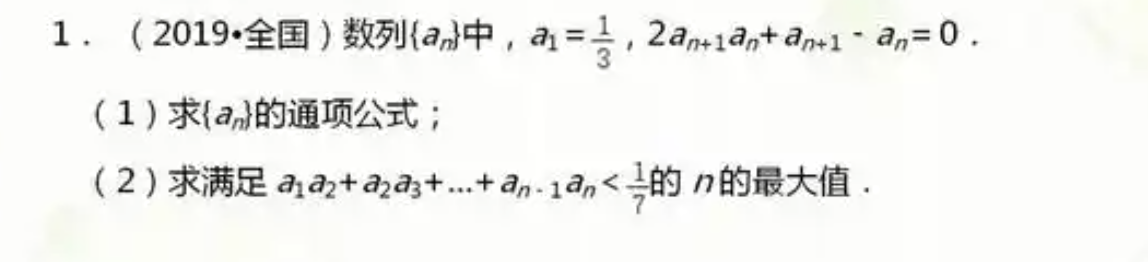 1．（2019•全国）数列{aₙ}中，a₁=1/3，2aₙ₊₁aₙ+aₙ₊₁-aₙ=0．
（1）求{aₙ}的通项公式；
（2）求满足 a₁a₂+a₂a₃+…+aₙ₋₁aₙ<1/7的 n的最大值．